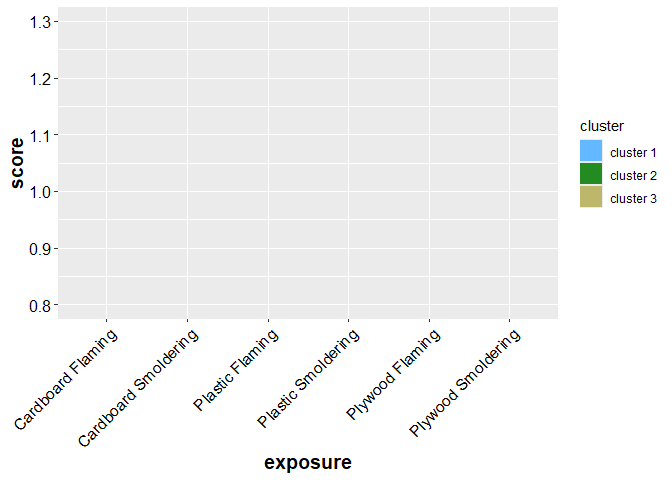 1.3
1.2
1.1
1.0
0.9
0.8
score
Cardboard Flaming
Cardboard Smoldering
Plastic Flaming
Plastic Smoldering
Plywood Flaming
Plywood Smoldering
exposure
cluster
cluster 1
cluster 2
cluster 3